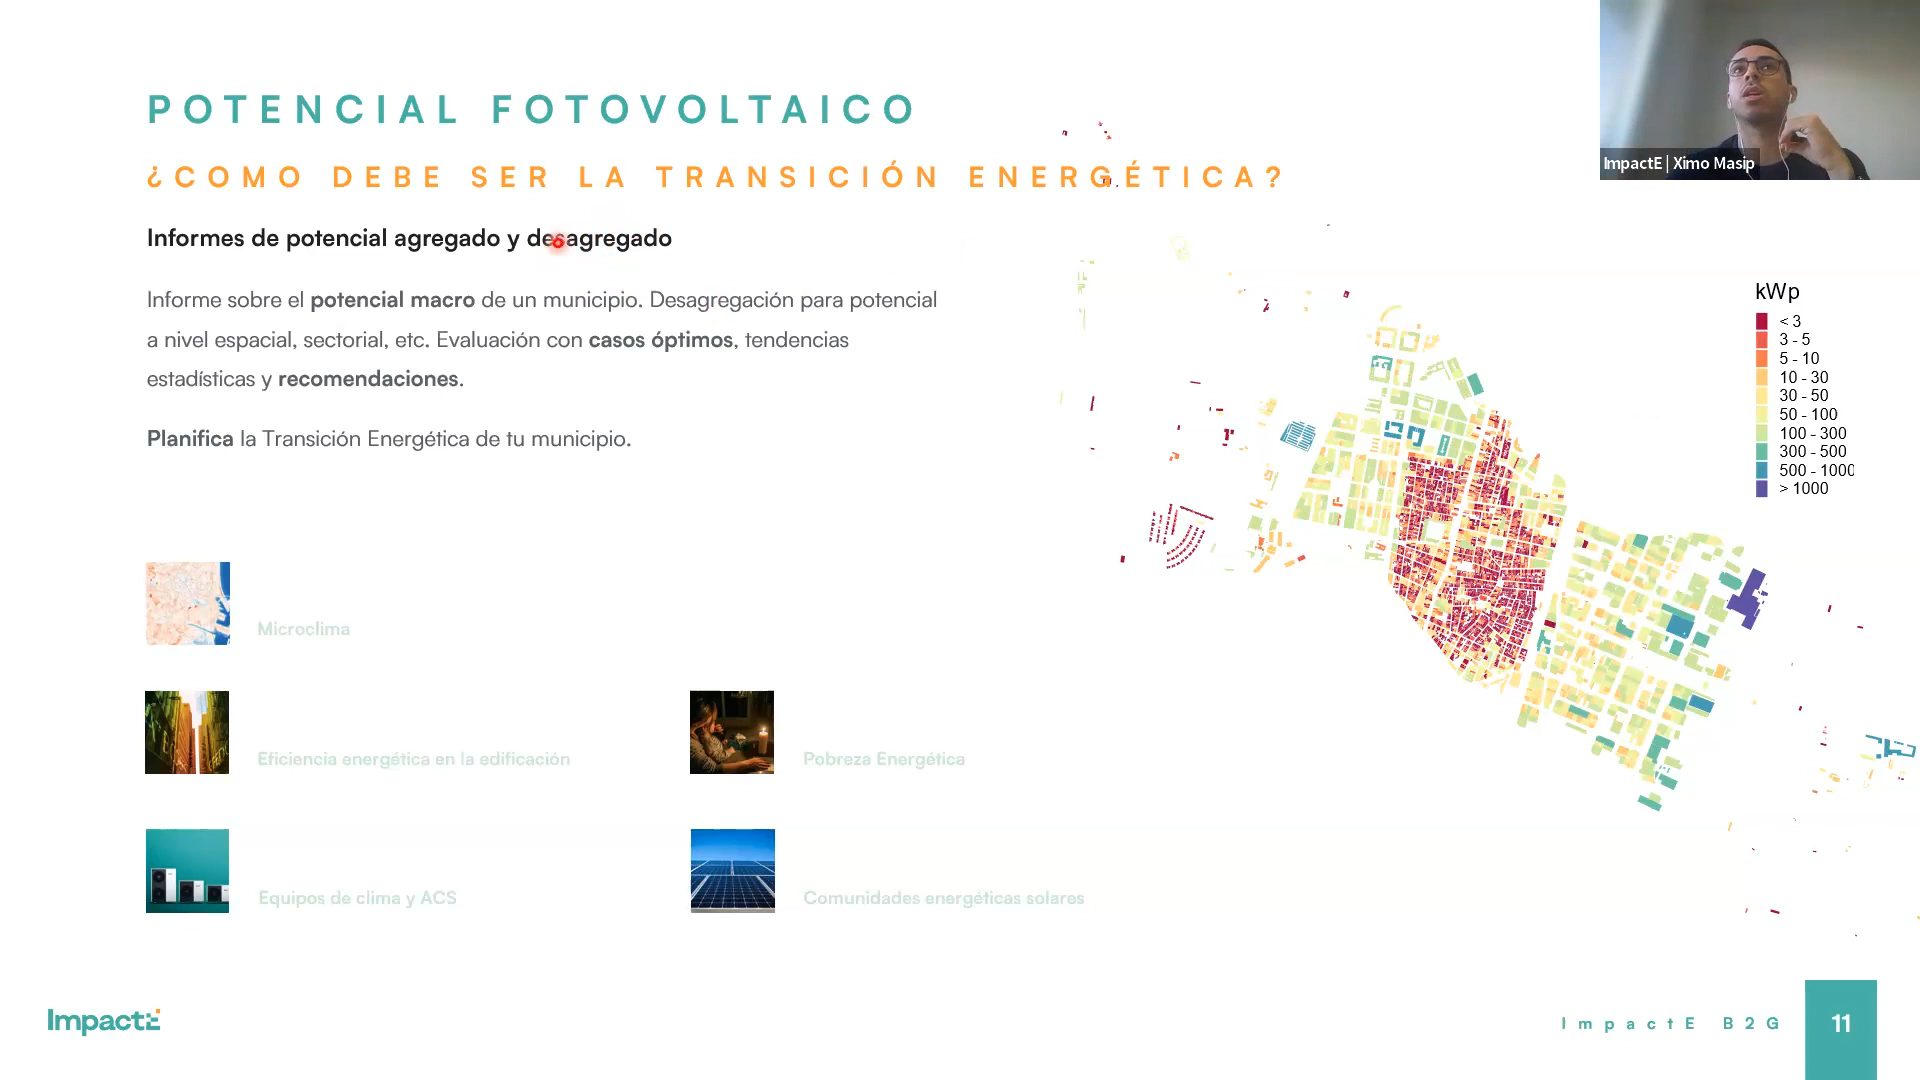 POTENCIAL FOTOVOLTAICO
¿COMO DEBE SER LA TRANSICIÓN ENERGÉTICA?
ImpactE | Ximo Masip
Informes de potencial agregado y desagregado
Informe sobre el potencial macro de un municipio. Desagregación para potencial
a nivel espacial, sectorial, etc. Evaluación con casos óptimos, tendencias
estadísticas y recomendaciones.
Planifica la Transición Energética de tu municipio.
kWp
< 3
3 - 5
5 - 10
10 - 30
30 - 50
50 - 100
100 - 300
300 - 500
500 - 1000
> 1000
Microclima
Eficiencia energética en la edificación
Pobreza Energética
Equipos de clima y ACS
Comunidades energéticas solares
ImpactE
ImpactE B2G
11